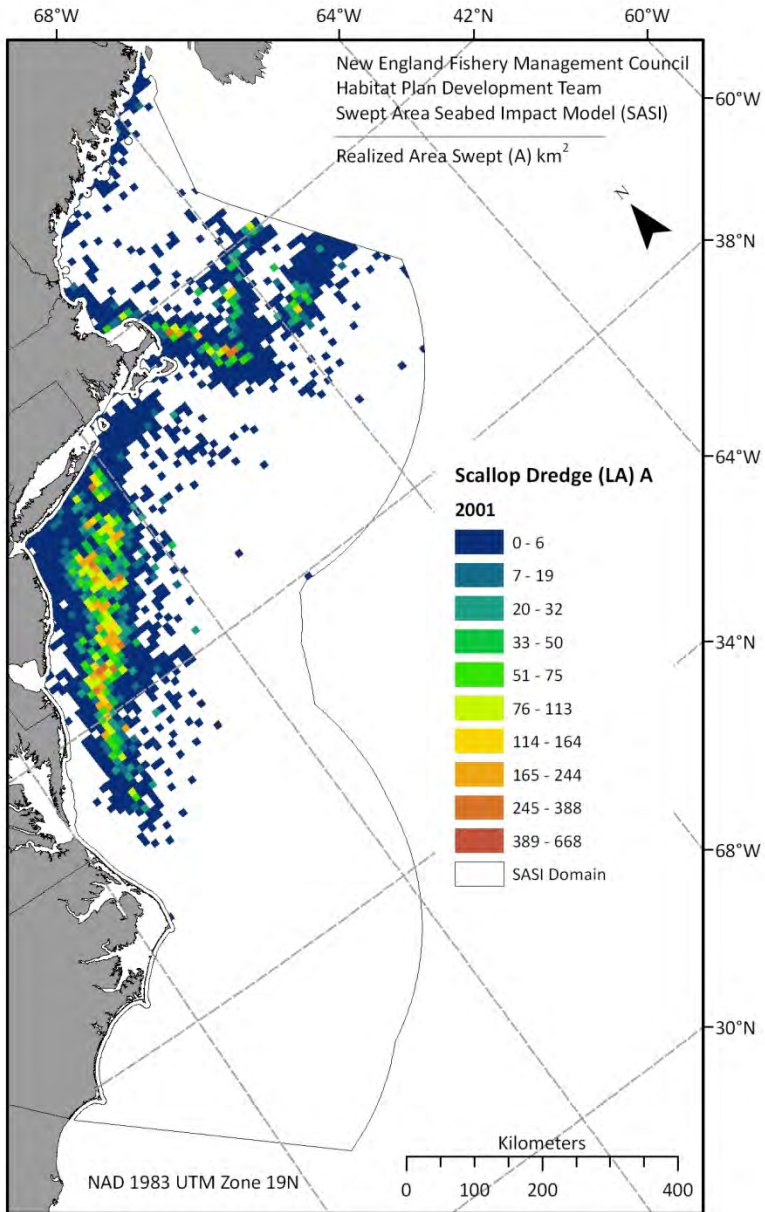 68°W
64°W
42°N
60°W
New England Fishery Management Council
Habitat Plan Development Team
Swept Area Seabed Impact Model (SASI)
Realized Area Swept (A) km²
60°W
N
38°N
64°W
Scallop Dredge (LA) A
2001
0 - 6
7 - 19
20 - 32
33 - 50
51 - 75
76 - 113
114 - 164
165 - 244
245 - 388
389 - 668
SASI Domain
34°N
68°W
30°N
Kilometers
0 100 200 300 400
NAD 1983 UTM Zone 19N